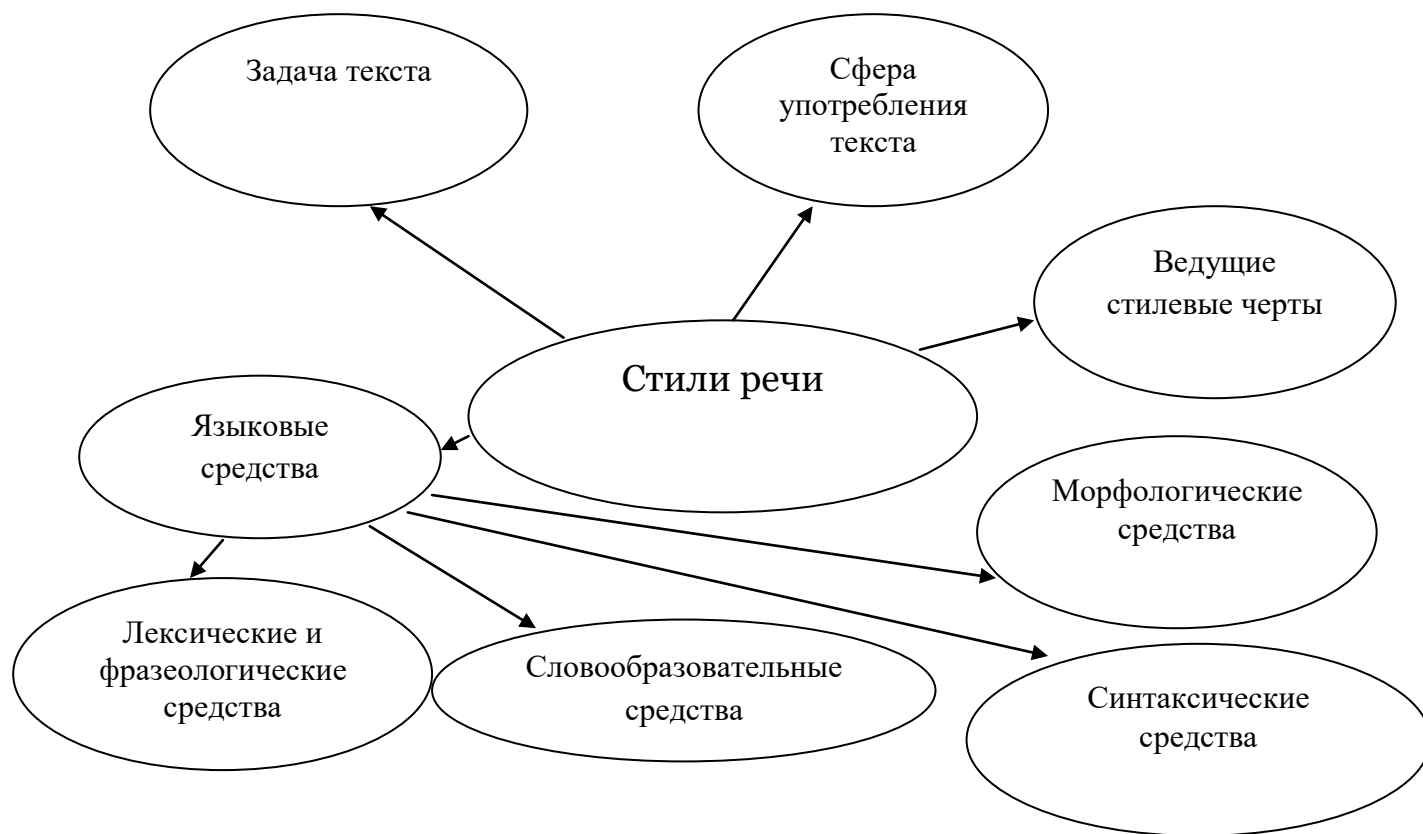 Задача текста
Сфера
употребления
текста
Ведущие
стилевые черты
Стили речи
Языковые
средства
Морфологические
средства
Лексические и
фразеологические
средства
Словообразовательные
средства
Синтаксические
средства